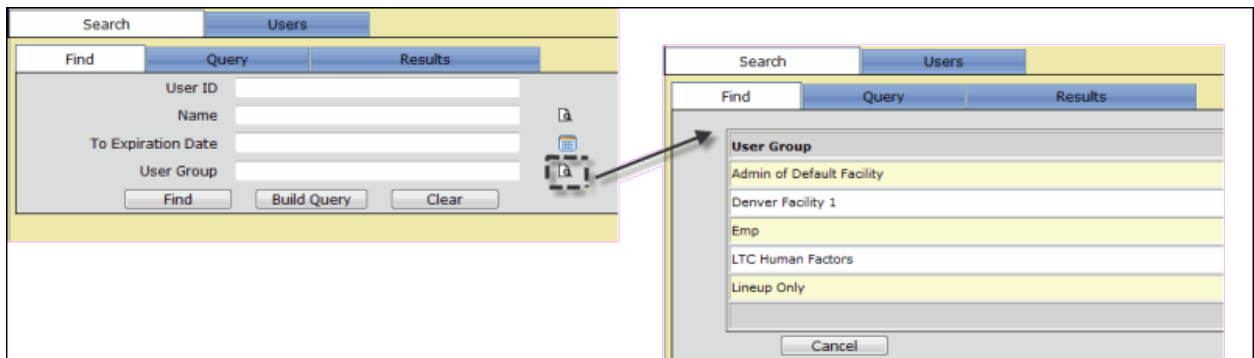 Search Users
Find Query Results
User ID
Name
To Expiration Date
User Group
Find Build Query Clear
Search Users
Find Query Results
User Group
Admin of Default Facility
Denver Facility 1
Emp
LTC Human Factors
Lineup Only
Cancel